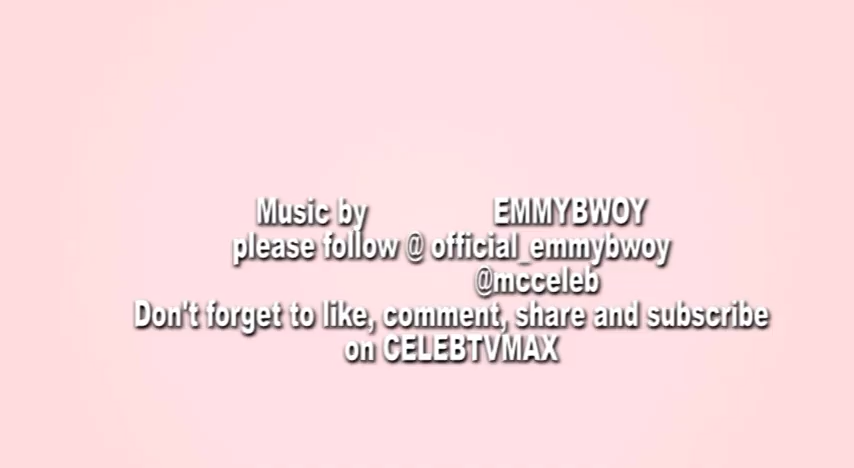 Music by EMMYBWOY
please follow @ official_emmybwoy
@mcceleb
Don't forget to like, comment, share and subscribe
on CELEBTVMAX